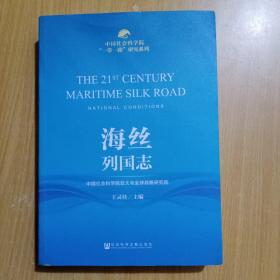 中国社会科学院
“一带一路”研究系列
THE 21ST CENTURY
MARITIME SILK ROAD
NATIONAL CONDITIONS
海丝
列国志
中国社会科学院亚太与全球战略研究院
王灵桂／主编
社会科学文献出版社